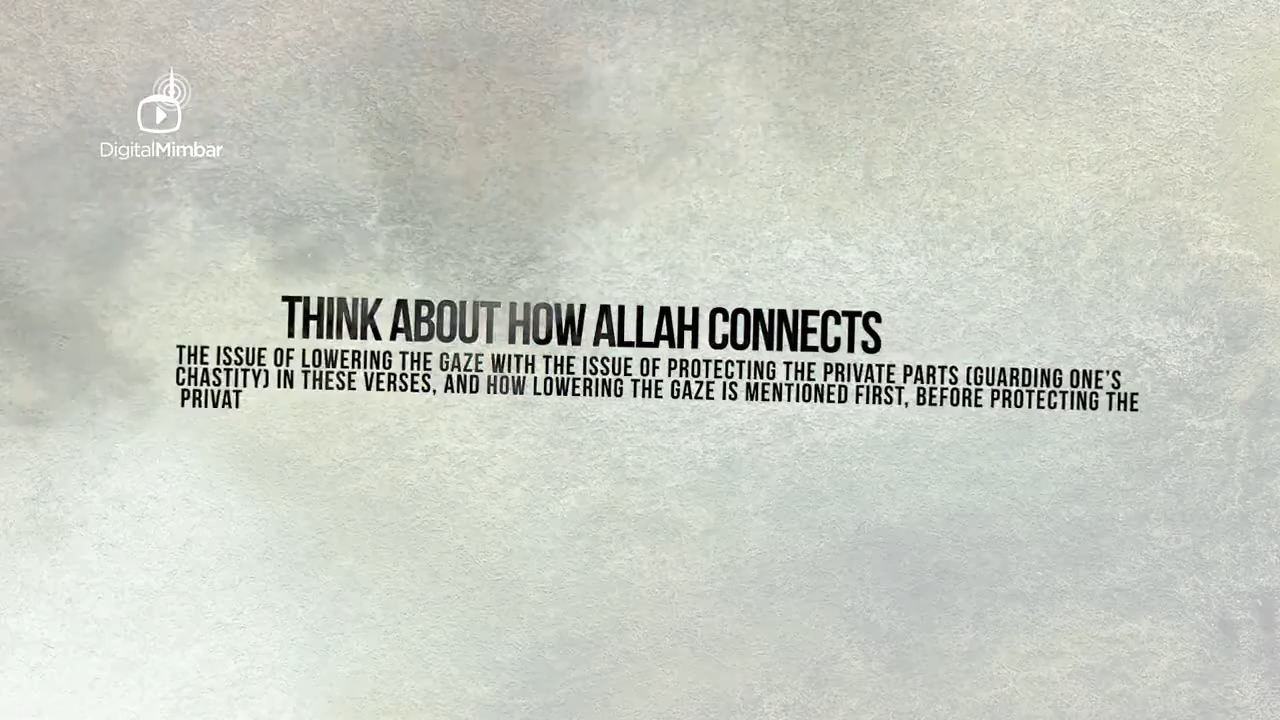 DigitalMimbar
THINK ABOUT HOW ALLAH CONNECTS
THE ISSUE OF LOWERING THE GAZE WITH THE ISSUE OF PROTECTING THE PRIVATE PARTS (GUARDING ONE'S
CHASTITY) IN THESE VERSES, AND HOW LOWERING THE GAZE IS MENTIONED FIRST, BEFORE PROTECTING THE
PRIVAT